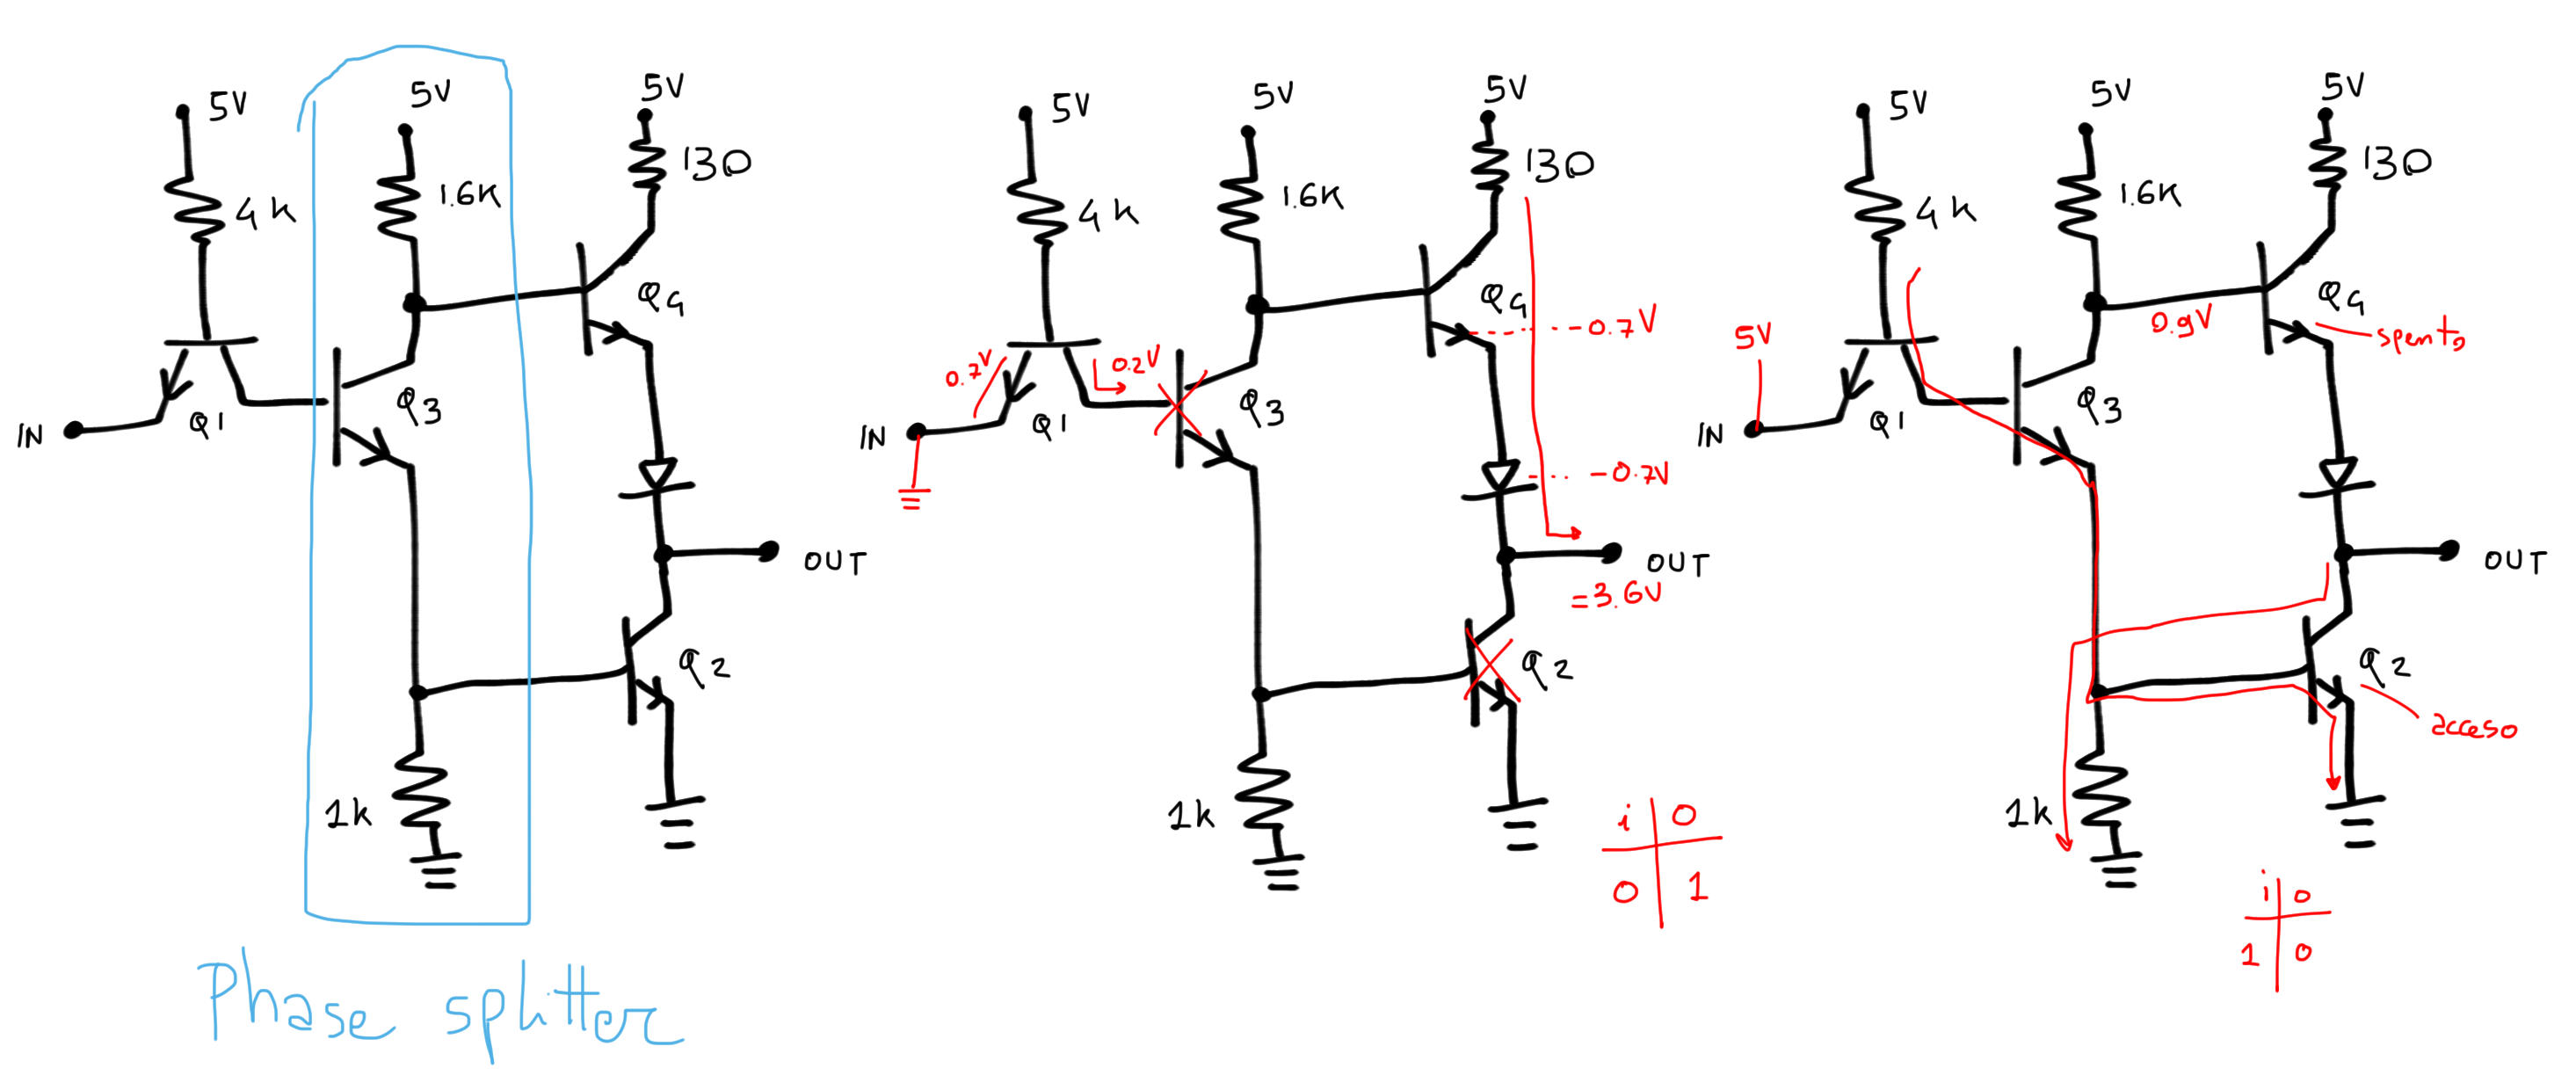 5V
5V
5V
4K
1.6K
130
Q4
Q3
Q1
IN
OUT
Q2
1k
Phase splitter
5V
5V
5V
4K
1.6K
130
Q4
-0.7V
0.7V
0.2V
Q3
Q1
IN
-0.7V
OUT
=3.6V
Q2
1k
i 0
0 1
5V
5V
5V
4K
1.6K
130
Q4
0.9V
spento
5V
Q3
Q1
IN
OUT
Q2
acceso
1k
i 0
1 0